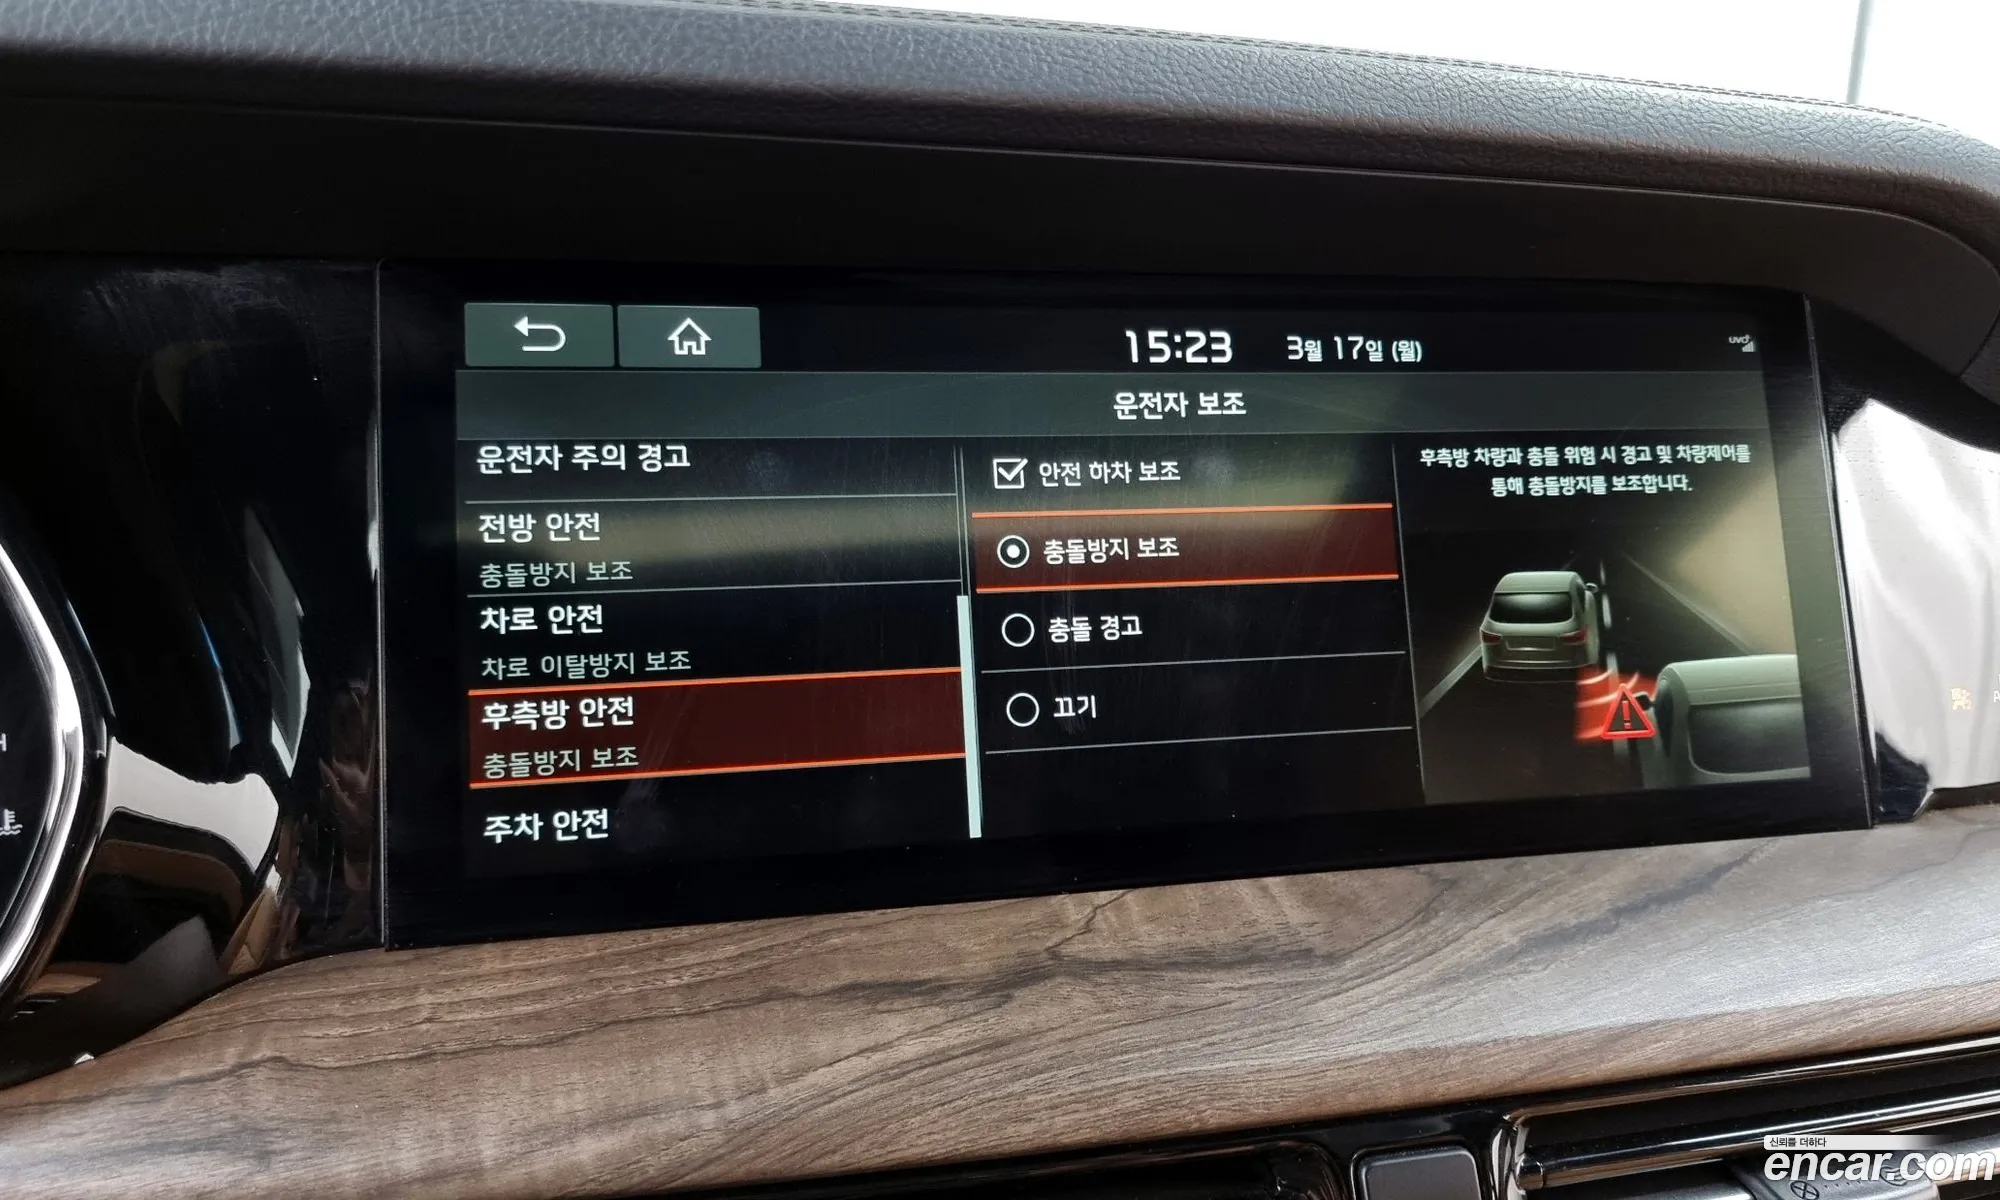 15:23
3월 17일 (월)
UVO
운전자 보조
운전자 주의 경고
전방 안전
충돌방지 보조
차로 안전
차로 이탈방지 보조
후측방 안전
충돌방지 보조
주차 안전
안전 하차 보조
충돌방지 보조
충돌 경고
끄기
후측방 차량과 충돌 위험 시 경고 및 차량제어를
통해 충돌방지를 보조합니다.
H
신뢰를 더하다
encar.com